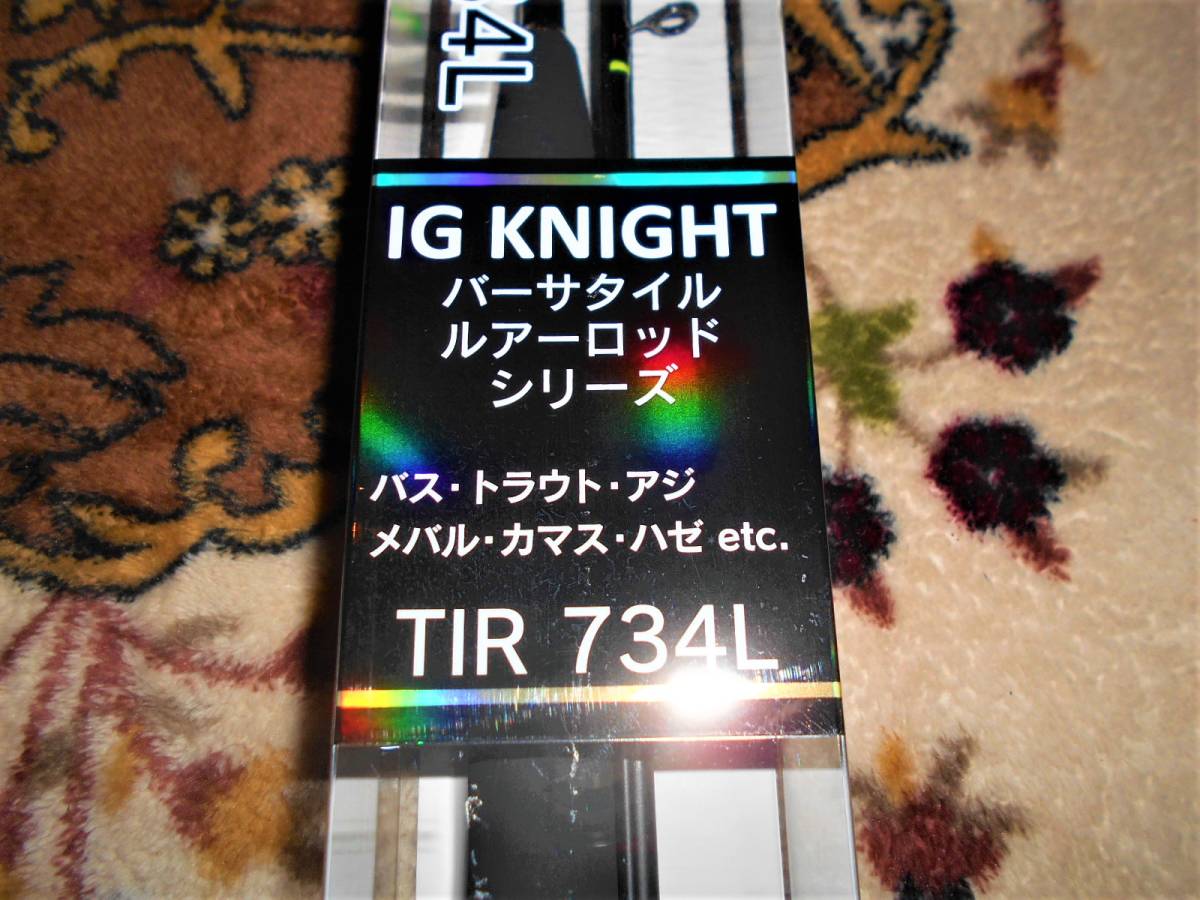 34L
IG KNIGHT
バーサタイル
ルアーロッド
シリーズ
バス・トラウト・アジ
メバル・カマス・ハゼ etc.
TIR 734L